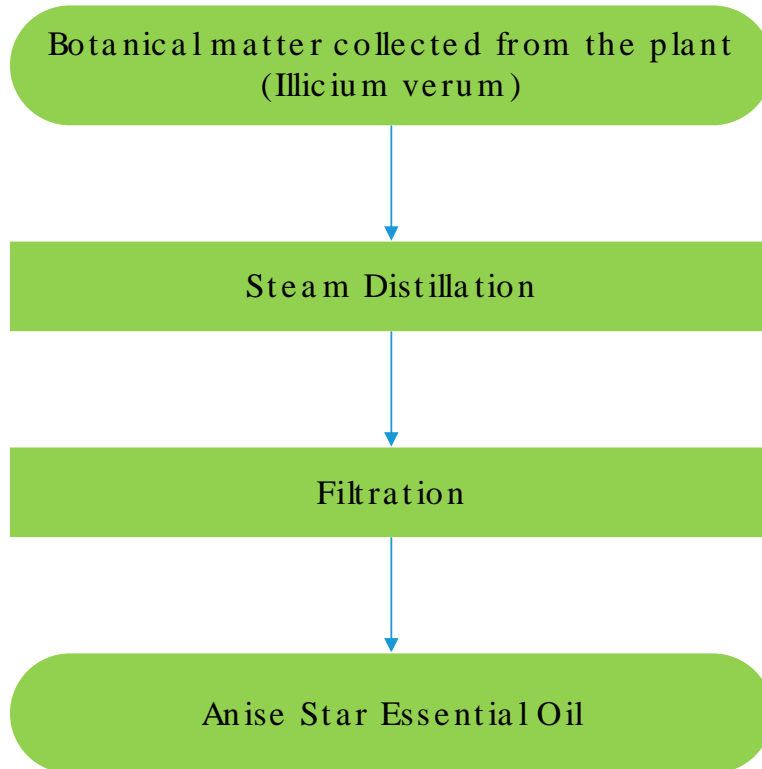 Botanical matter collected from the plant
(Illicium verum)
Steam Distillation
Filtration
Anise Star Essential Oil